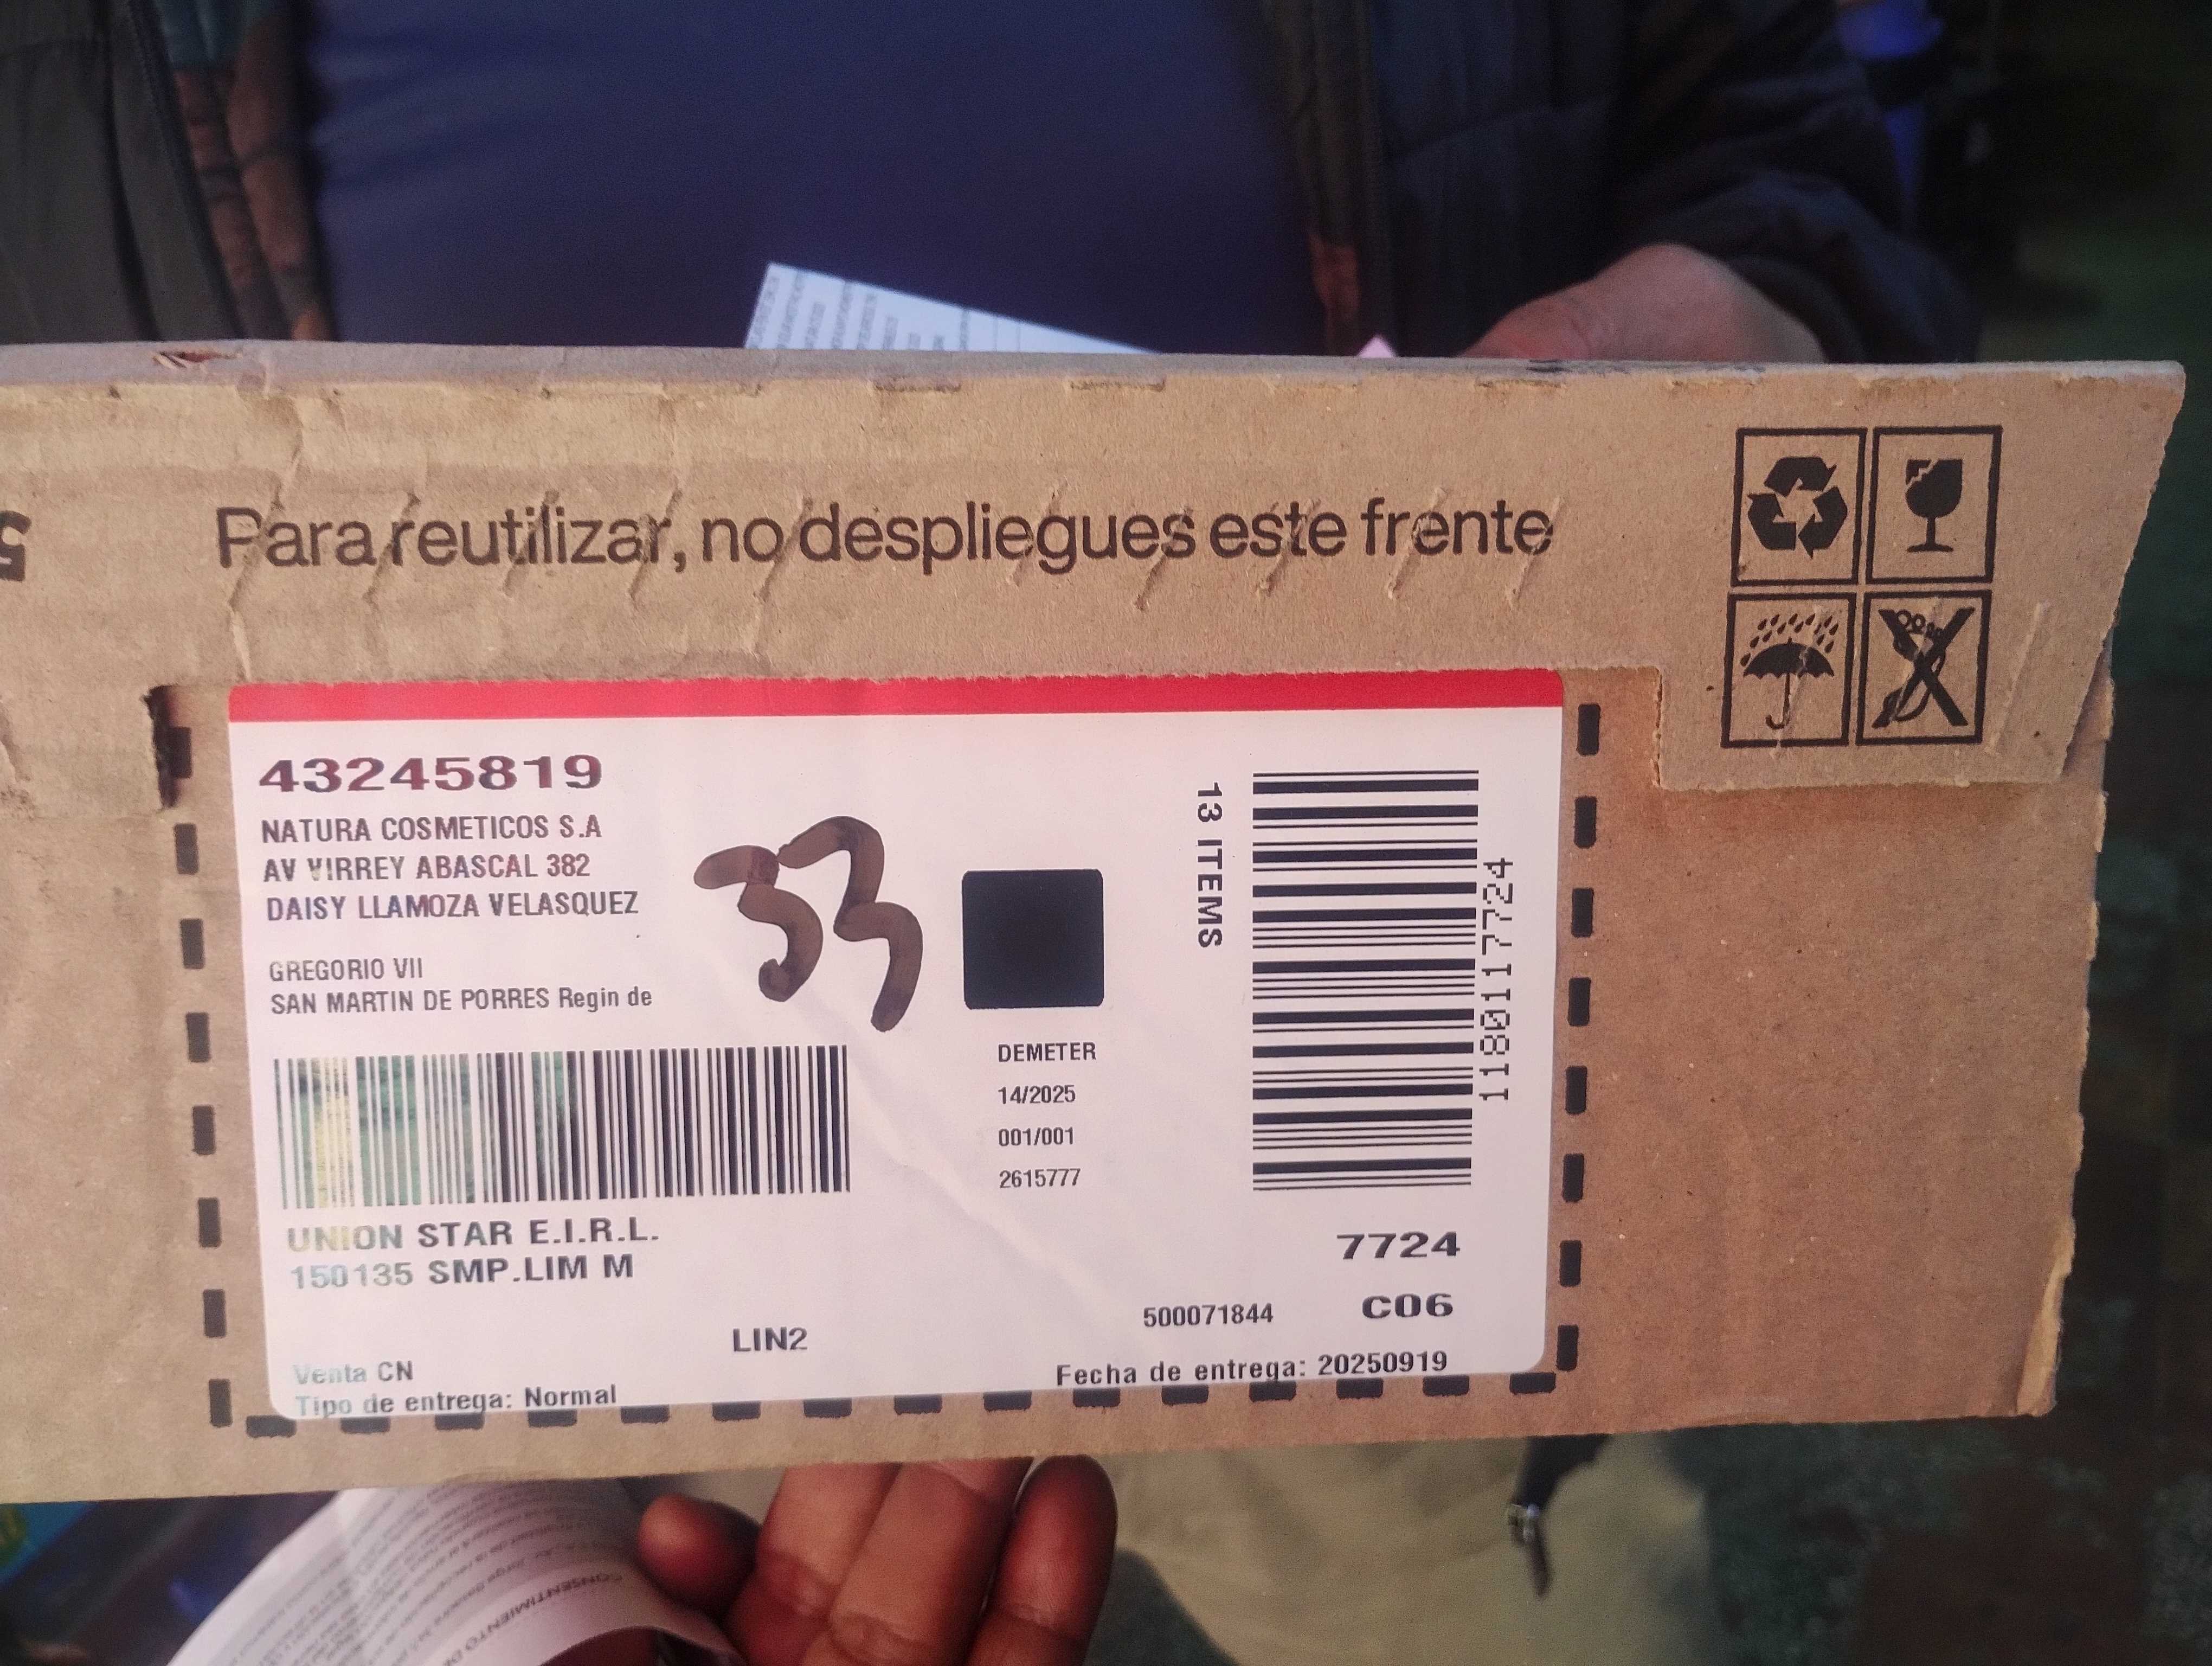 Para reutilizar, no despliegues este frente
43245819
NATURA COSMETICOS S.A
AV VIRREY ABASCAL 382
DAISY LLAMOZA VELASQUEZ
GREGORIO VII
SAN MARTIN DE PORRES Regin de
33
13 ITEMS
1180117724
DEMETER
14/2025
001/001
2615777
UNION STAR E.I.R.L.
150135 SMP.LIM M
7724
500071844
C06
LIN2
Venta CN
Fecha de entrega: 20250919
Tipo de entrega: Normal
CONSENTIMIENTO